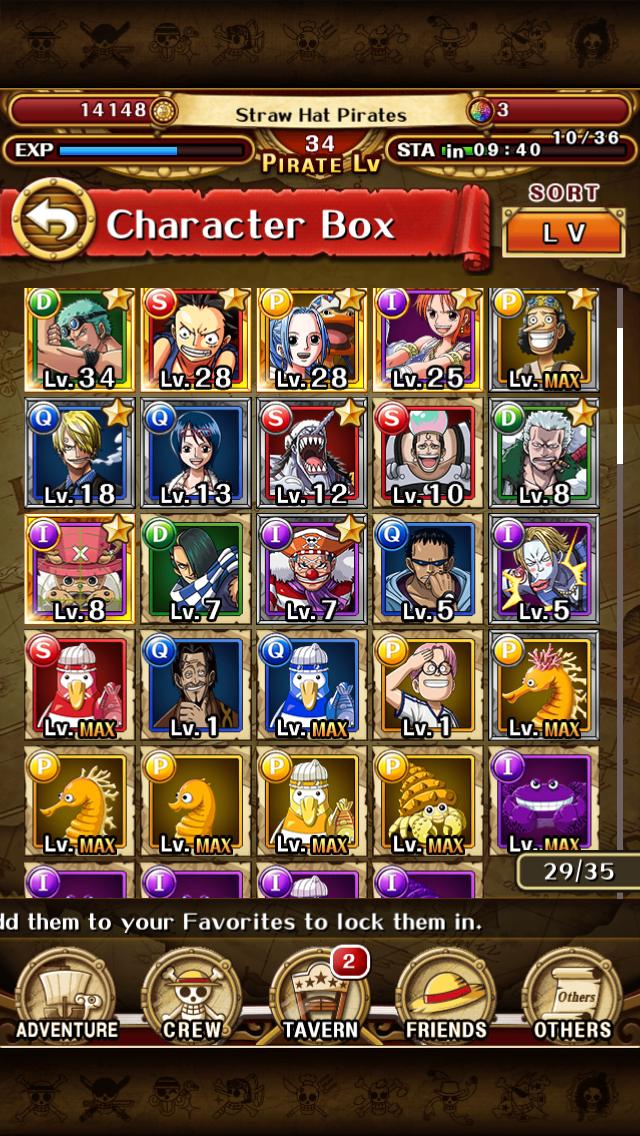 14148 Straw Hat Pirates 3
EXP 34 STA in 09:40 10/36
PIRATE LV
SORT
Character Box LV
D S P I P
Lv.34 Lv.28 Lv.28 Lv.25 Lv.MAX
Q Q S S D
Lv.18 Lv.13 Lv.12 Lv.10 Lv.8
I D I Q I
Lv.8 Lv.7 Lv.7 Lv.5 Lv.5
S Q Q P P
Lv.MAX Lv.1 Lv.MAX Lv.1 Lv.MAX
P P P P I
Lv.MAX Lv.MAX Lv.MAX Lv.MAX Lv.MAX
I I I I 29/35
dd them to your Favorites to lock them in.
2
Others
ADVENTURE CREW TAVERN FRIENDS OTHERS